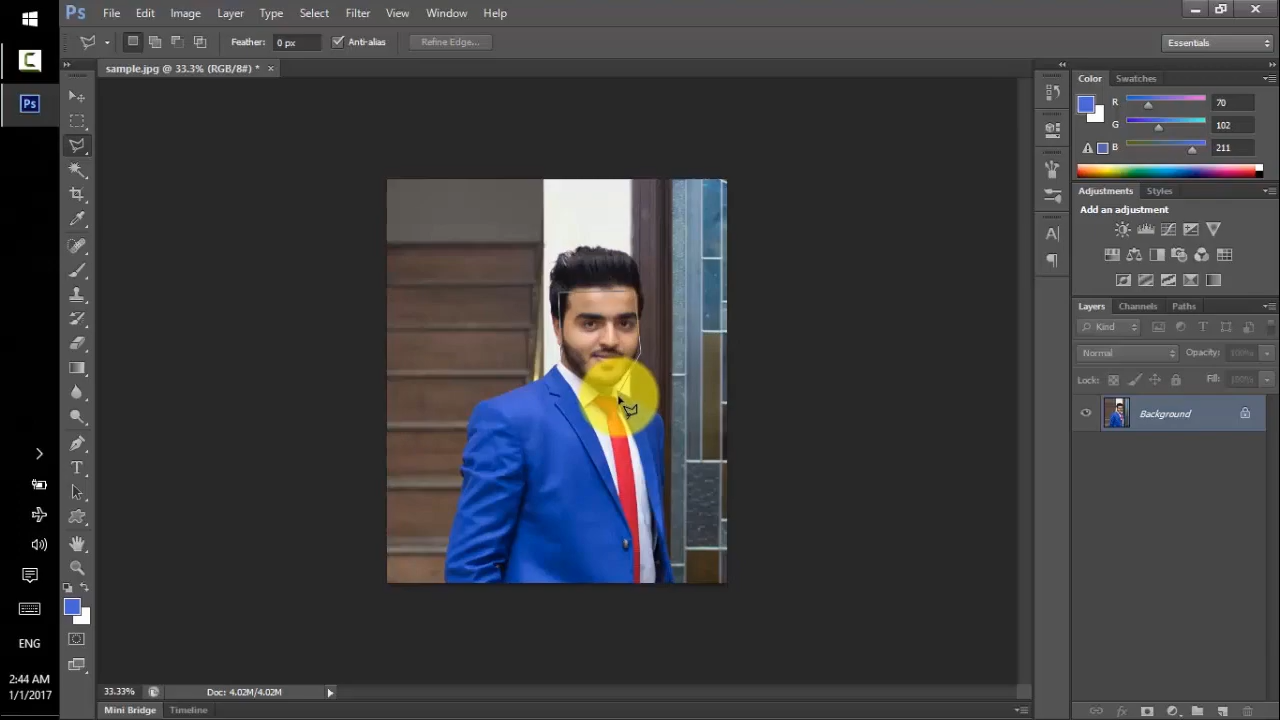 Ps File Edit Image Layer Type Select Filter View Window Help
Feather: 0 px Anti-alias Refine Edge... Essentials
sample.jpg @ 33.3% (RGB/8#) * ×
Color Swatches
R 70
G 102
B 211
Adjustments Styles
Add an adjustment
Layers Channels Paths
Kind
Normal Opacity: 100%
Lock: Fill: 100%
Background
Ps
ENG
2:44 AM
1/1/2017
33.33% Doc: 4.02M/4.02M
Mini Bridge Timeline